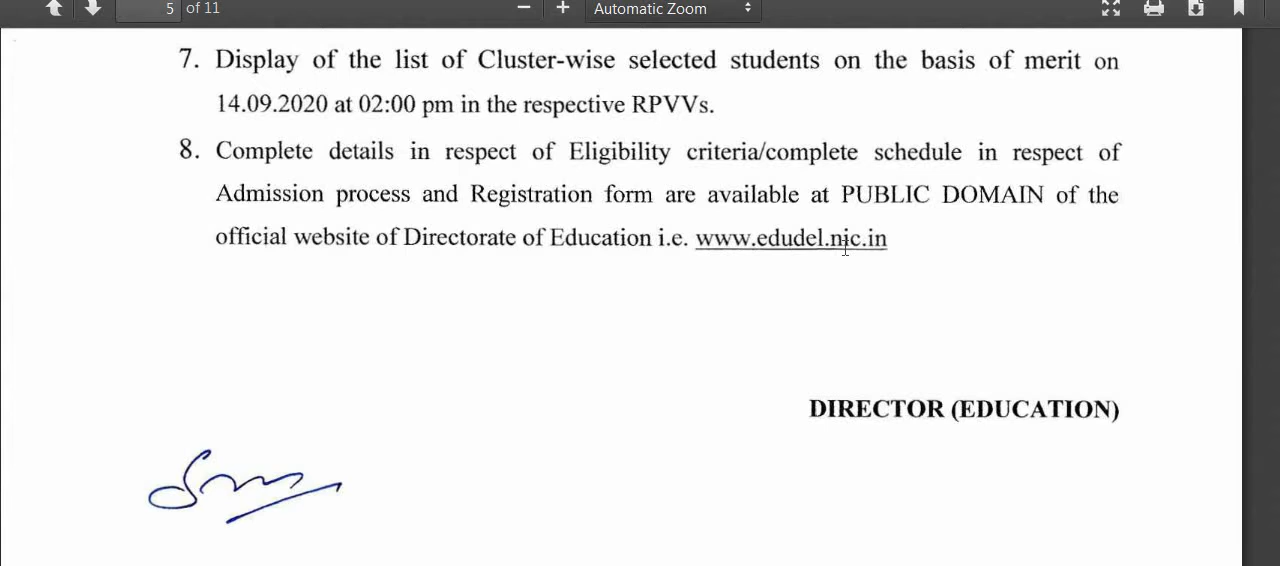 5 of 11
Automatic Zoom
7. Display of the list of Cluster-wise selected students on the basis of merit on
14.09.2020 at 02:00 pm in the respective RPVVs.
8. Complete details in respect of Eligibility criteria/complete schedule in respect of
Admission process and Registration form are available at PUBLIC DOMAIN of the
official website of Directorate of Education i.e. www.edudel.nic.in
DIRECTOR (EDUCATION)